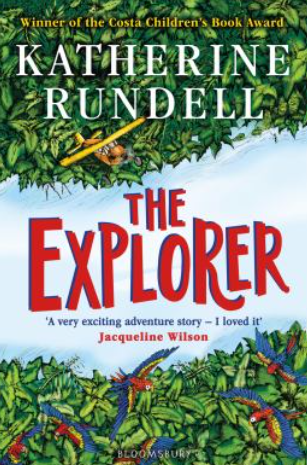 Winner of the Costa Children's Book Award
KATHERINE
RUNDELL
THE
EXPLORER
'A very exciting adventure story – I loved it'
Jacqueline Wilson
BLOOMSBURY